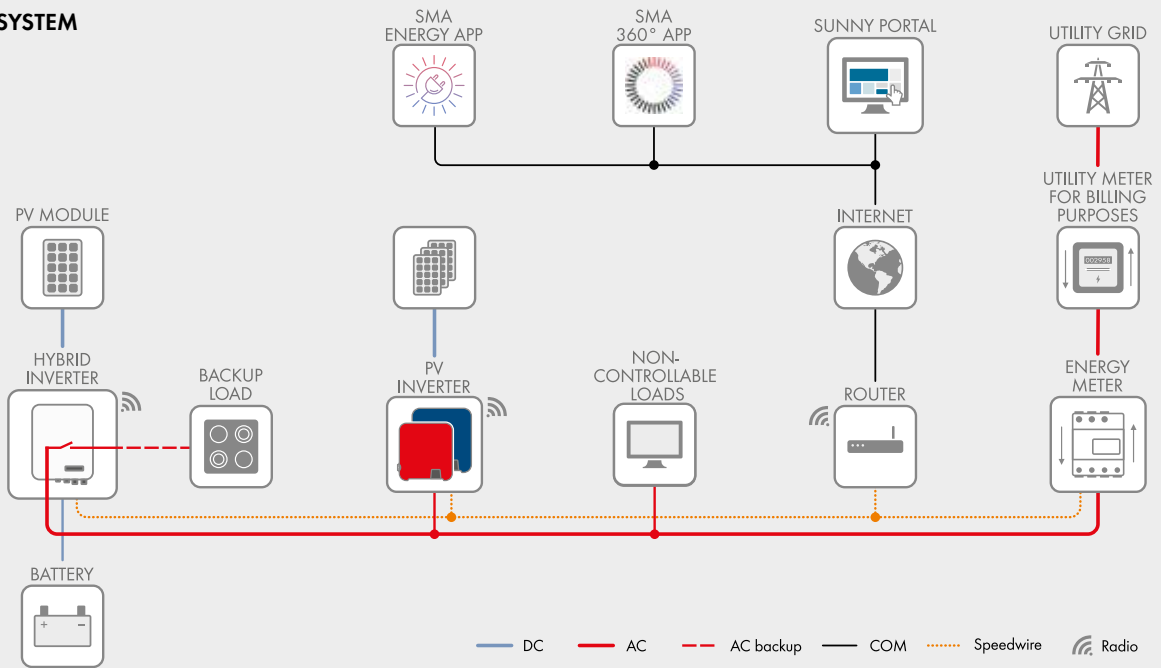 SYSTEM
SMA
ENERGY APP
SMA
360° APP
SUNNY PORTAL
UTILITY GRID
UTILITY METER
FOR BILLING
PURPOSES
PV MODULE
INTERNET
002958
HYBRID
INVERTER
BACKUP
LOAD
PV
INVERTER
NON-
CONTROLLABLE
LOADS
ROUTER
ENERGY
METER
BATTERY
+ −
DC
AC
AC backup
COM
Speedwire
Radio